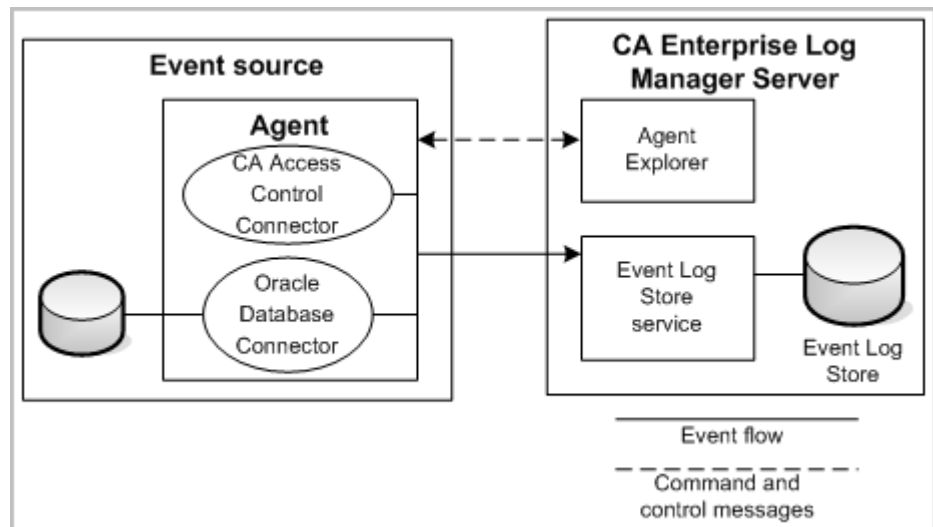 Event source
Agent
CA Access
Control
Connector
Oracle
Database
Connector
CA Enterprise Log
Manager Server
Agent
Explorer
Event Log
Store
service
Event Log
Store
Event flow
Command and
control messages